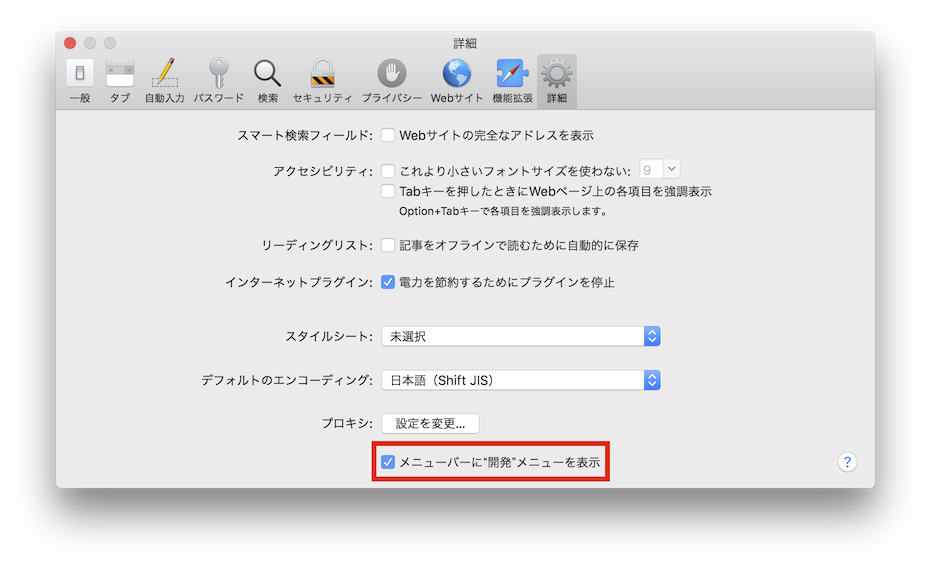 詳細
一般 タブ 自動入力 パスワード 検索 セキュリティ プライバシー Webサイト 機能拡張 詳細
スマート検索フィールド: Webサイトの完全なアドレスを表示
アクセシビリティ: これより小さいフォントサイズを使わない: 9
Tabキーを押したときにWebページ上の各項目を強調表示
Option+Tabキーで各項目を強調表示します。
リーディングリスト: 記事をオフラインで読むために自動的に保存
インターネットプラグイン: 電力を節約するためにプラグインを停止
スタイルシート: 未選択
デフォルトのエンコーディング: 日本語（Shift JIS）
プロキシ: 設定を変更...
メニューバーに“開発”メニューを表示
?